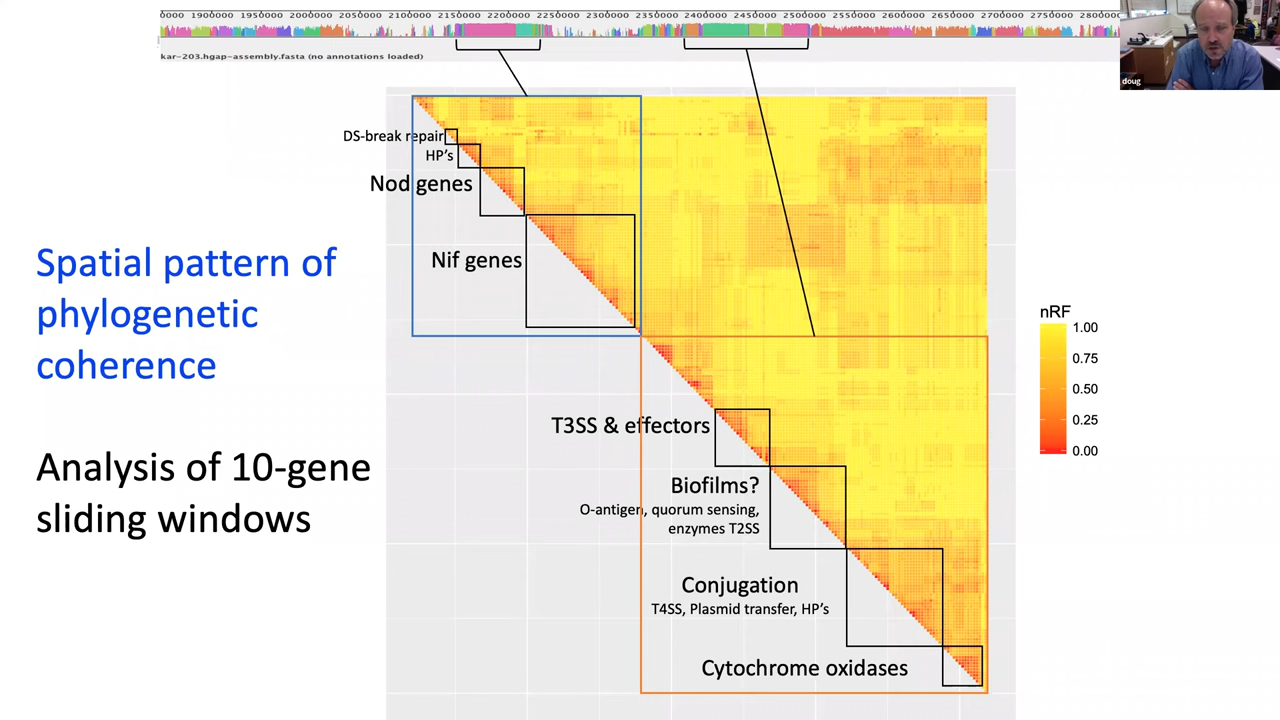 0000 1900000 1950000 2000000 2050000 2100000 2150000 2200000 2250000 2300000 2350000 2400000 2450000 2500000 2550000 2600000 2650000 2700000 2750000 2800000
kar-203.hgap-assembly.fasta (no annotations loaded)
doug
DS-break repair
HP's
Nod genes
Nif genes
Spatial pattern of
phylogenetic
coherence
Analysis of 10-gene
sliding windows
T3SS & effectors
Biofilms?
O-antigen, quorum sensing,
enzymes T2SS
Conjugation
T4SS, Plasmid transfer, HP's
Cytochrome oxidases
nRF
1.00
0.75
0.50
0.25
0.00